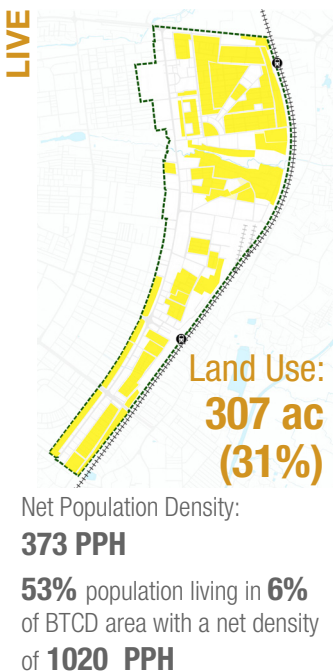 LIVE
Land Use:
307 ac
(31%)
Net Population Density:
373 PPH
53% population living in 6%
of BTCD area with a net density
of 1020 PPH